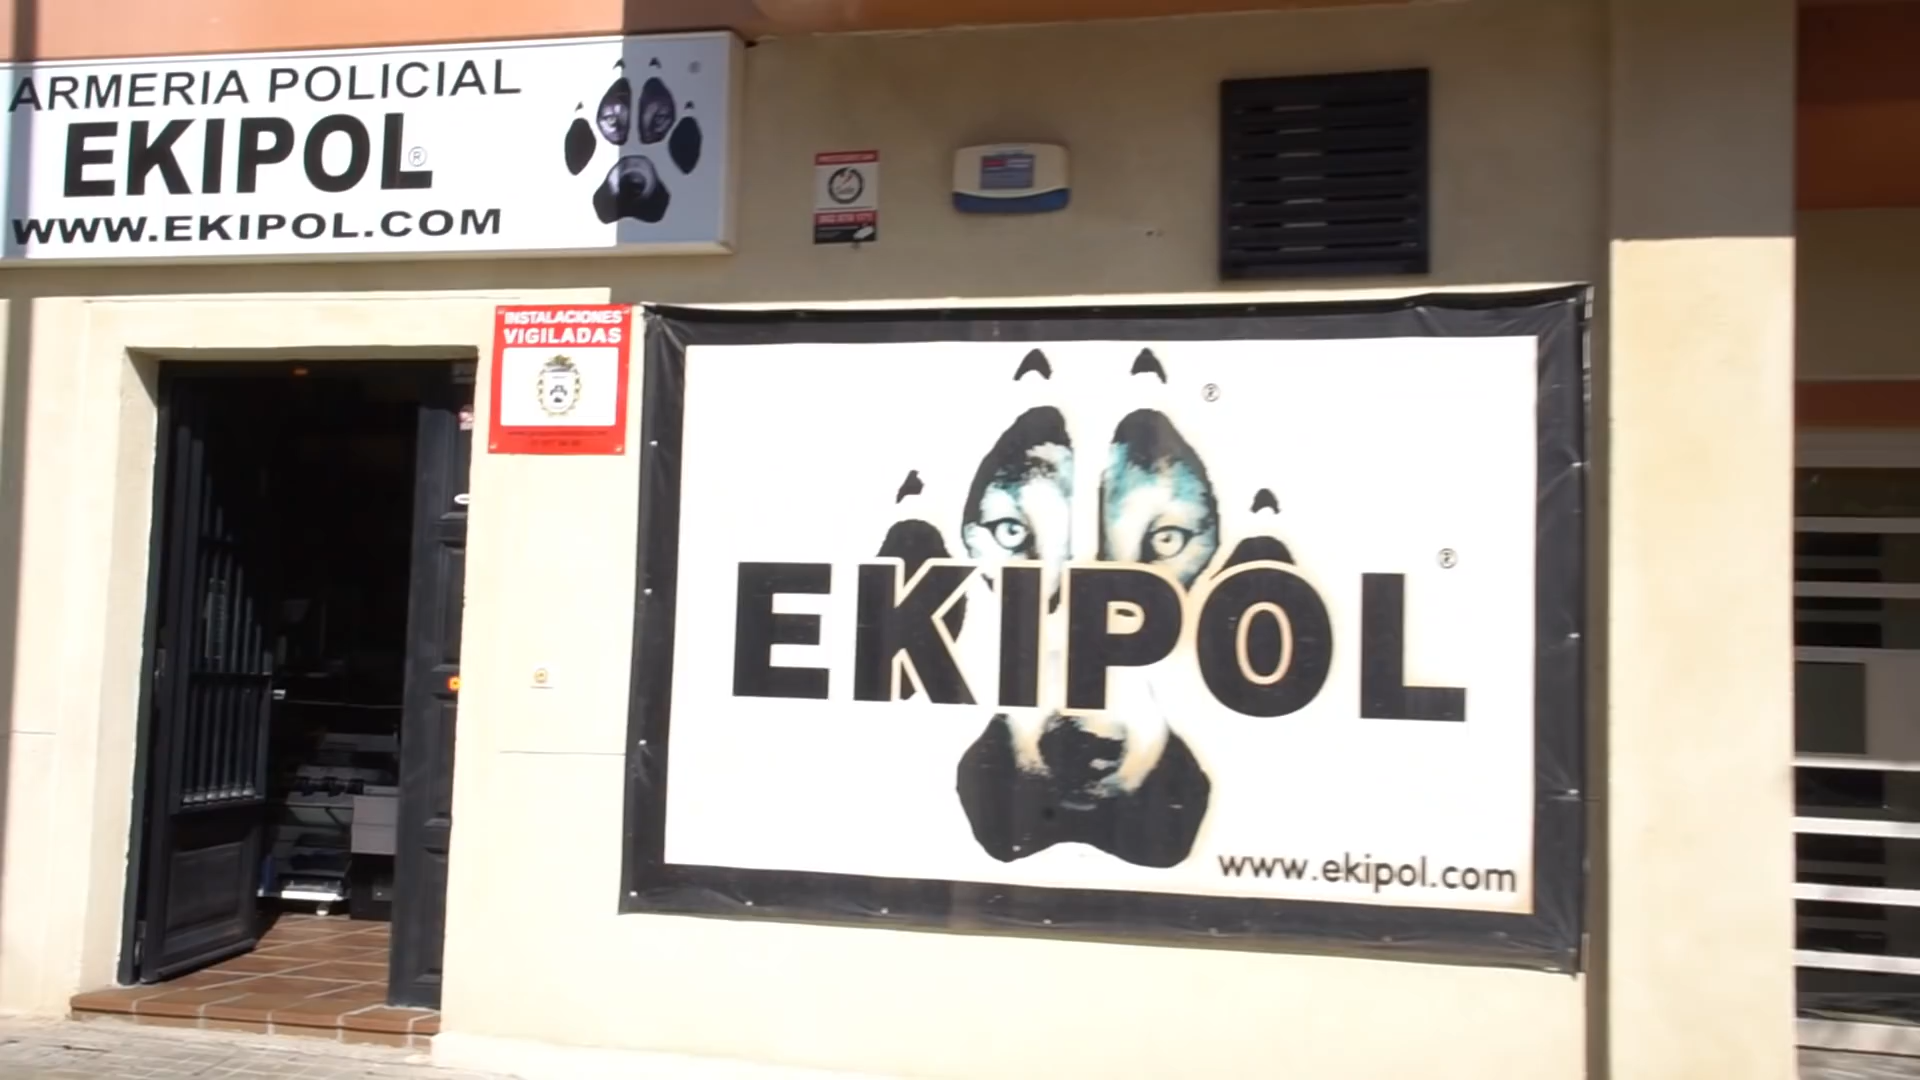 ARMERIA POLICIAL
EKIPOL®
WWW.EKIPOL.COM
®
INSTALACIONES
VIGILADAS
®
EKIPOL®
www.ekipol.com